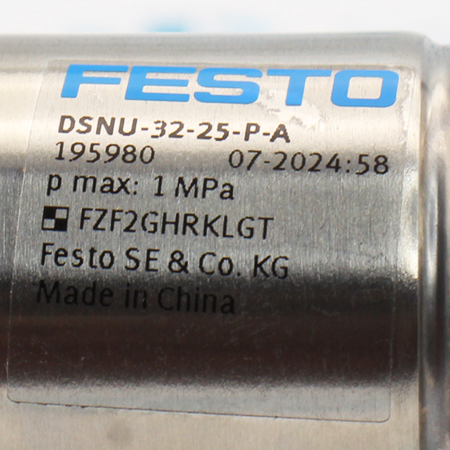 FESTO
DSNU-32-25-P-A
195980 07-2024:58
p max: 1 MPa
FZF2GHRKLGT
Festo SE & Co. KG
Made in China